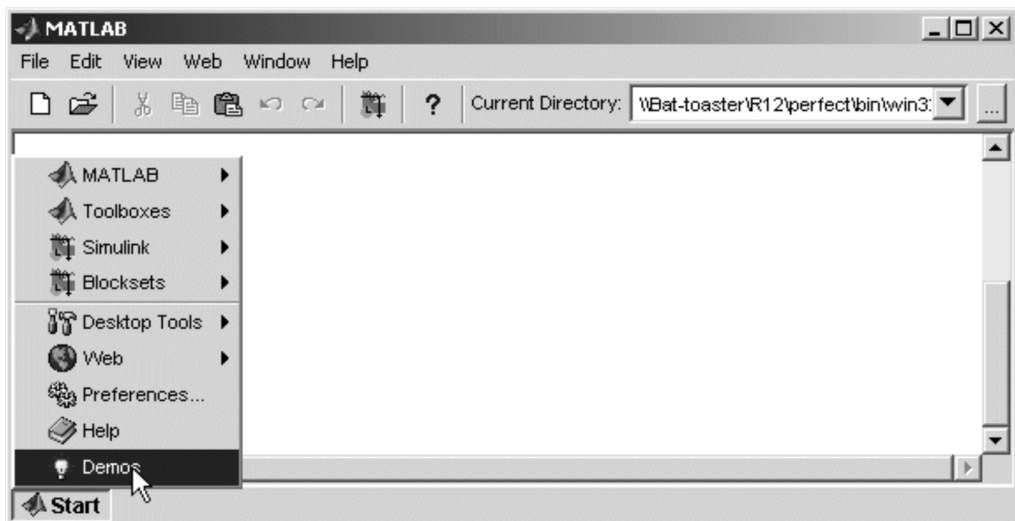 MATLAB
File Edit View Web Window Help
? Current Directory: \\Bat-toaster\R12\perfect\bin\win3: ...
MATLAB
Toolboxes
Simulink
Blocksets
Desktop Tools
Web
Preferences...
Help
Demos
Start